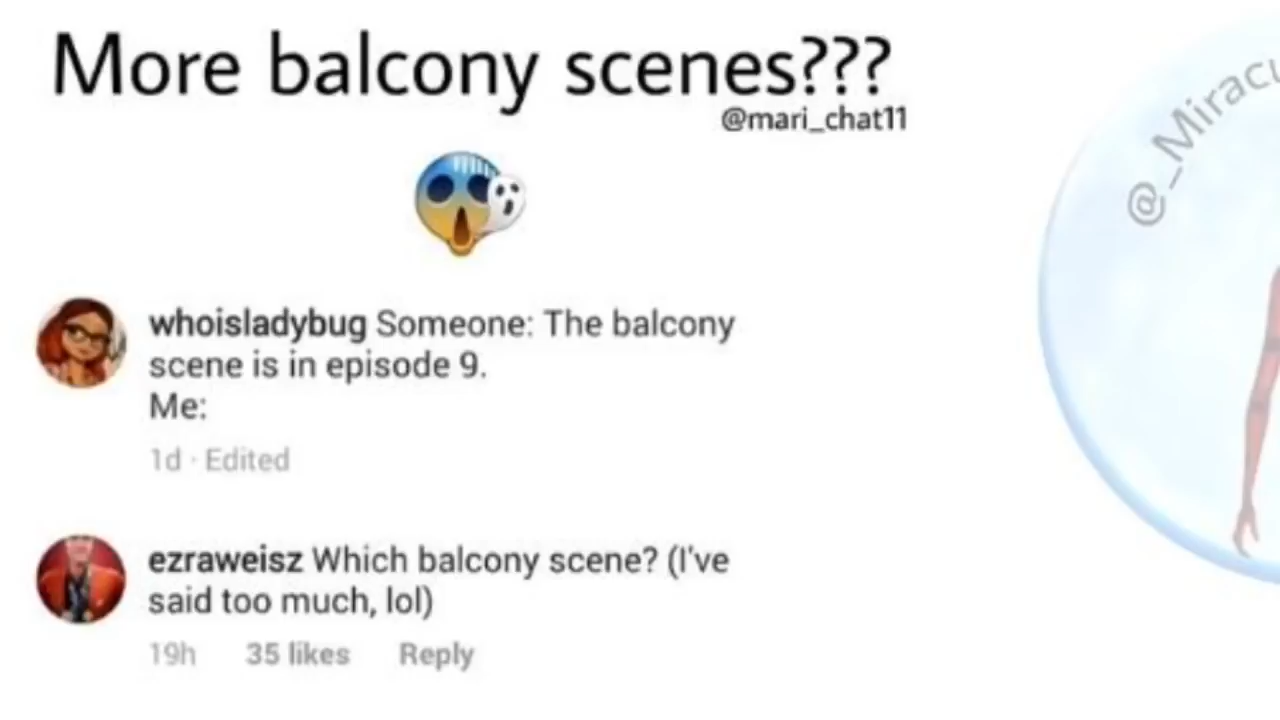 More balcony scenes???
@mari_chat11
whoisladybug Someone: The balcony
scene is in episode 9.
Me:
1d · Edited
ezraweisz Which balcony scene? (I've
said too much, lol)
19h 35 likes Reply